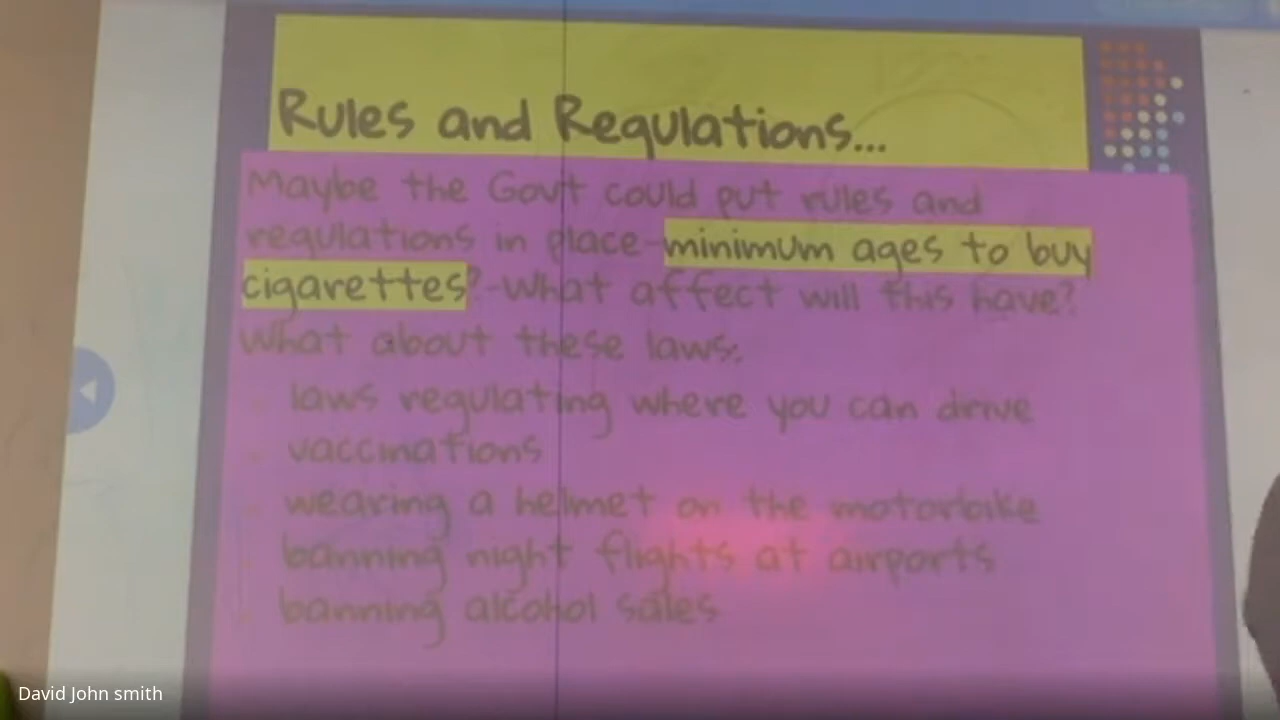 Rules and Regulations...
Maybe the Govt could put rules and
regulations in place-minimum ages to buy
cigarettes?-What affect will this have?
What about these laws:
laws regulating where you can drive
vaccinations
wearing a helmet on the motorbike
banning night flights at airports
banning alcohol sales
David John smith